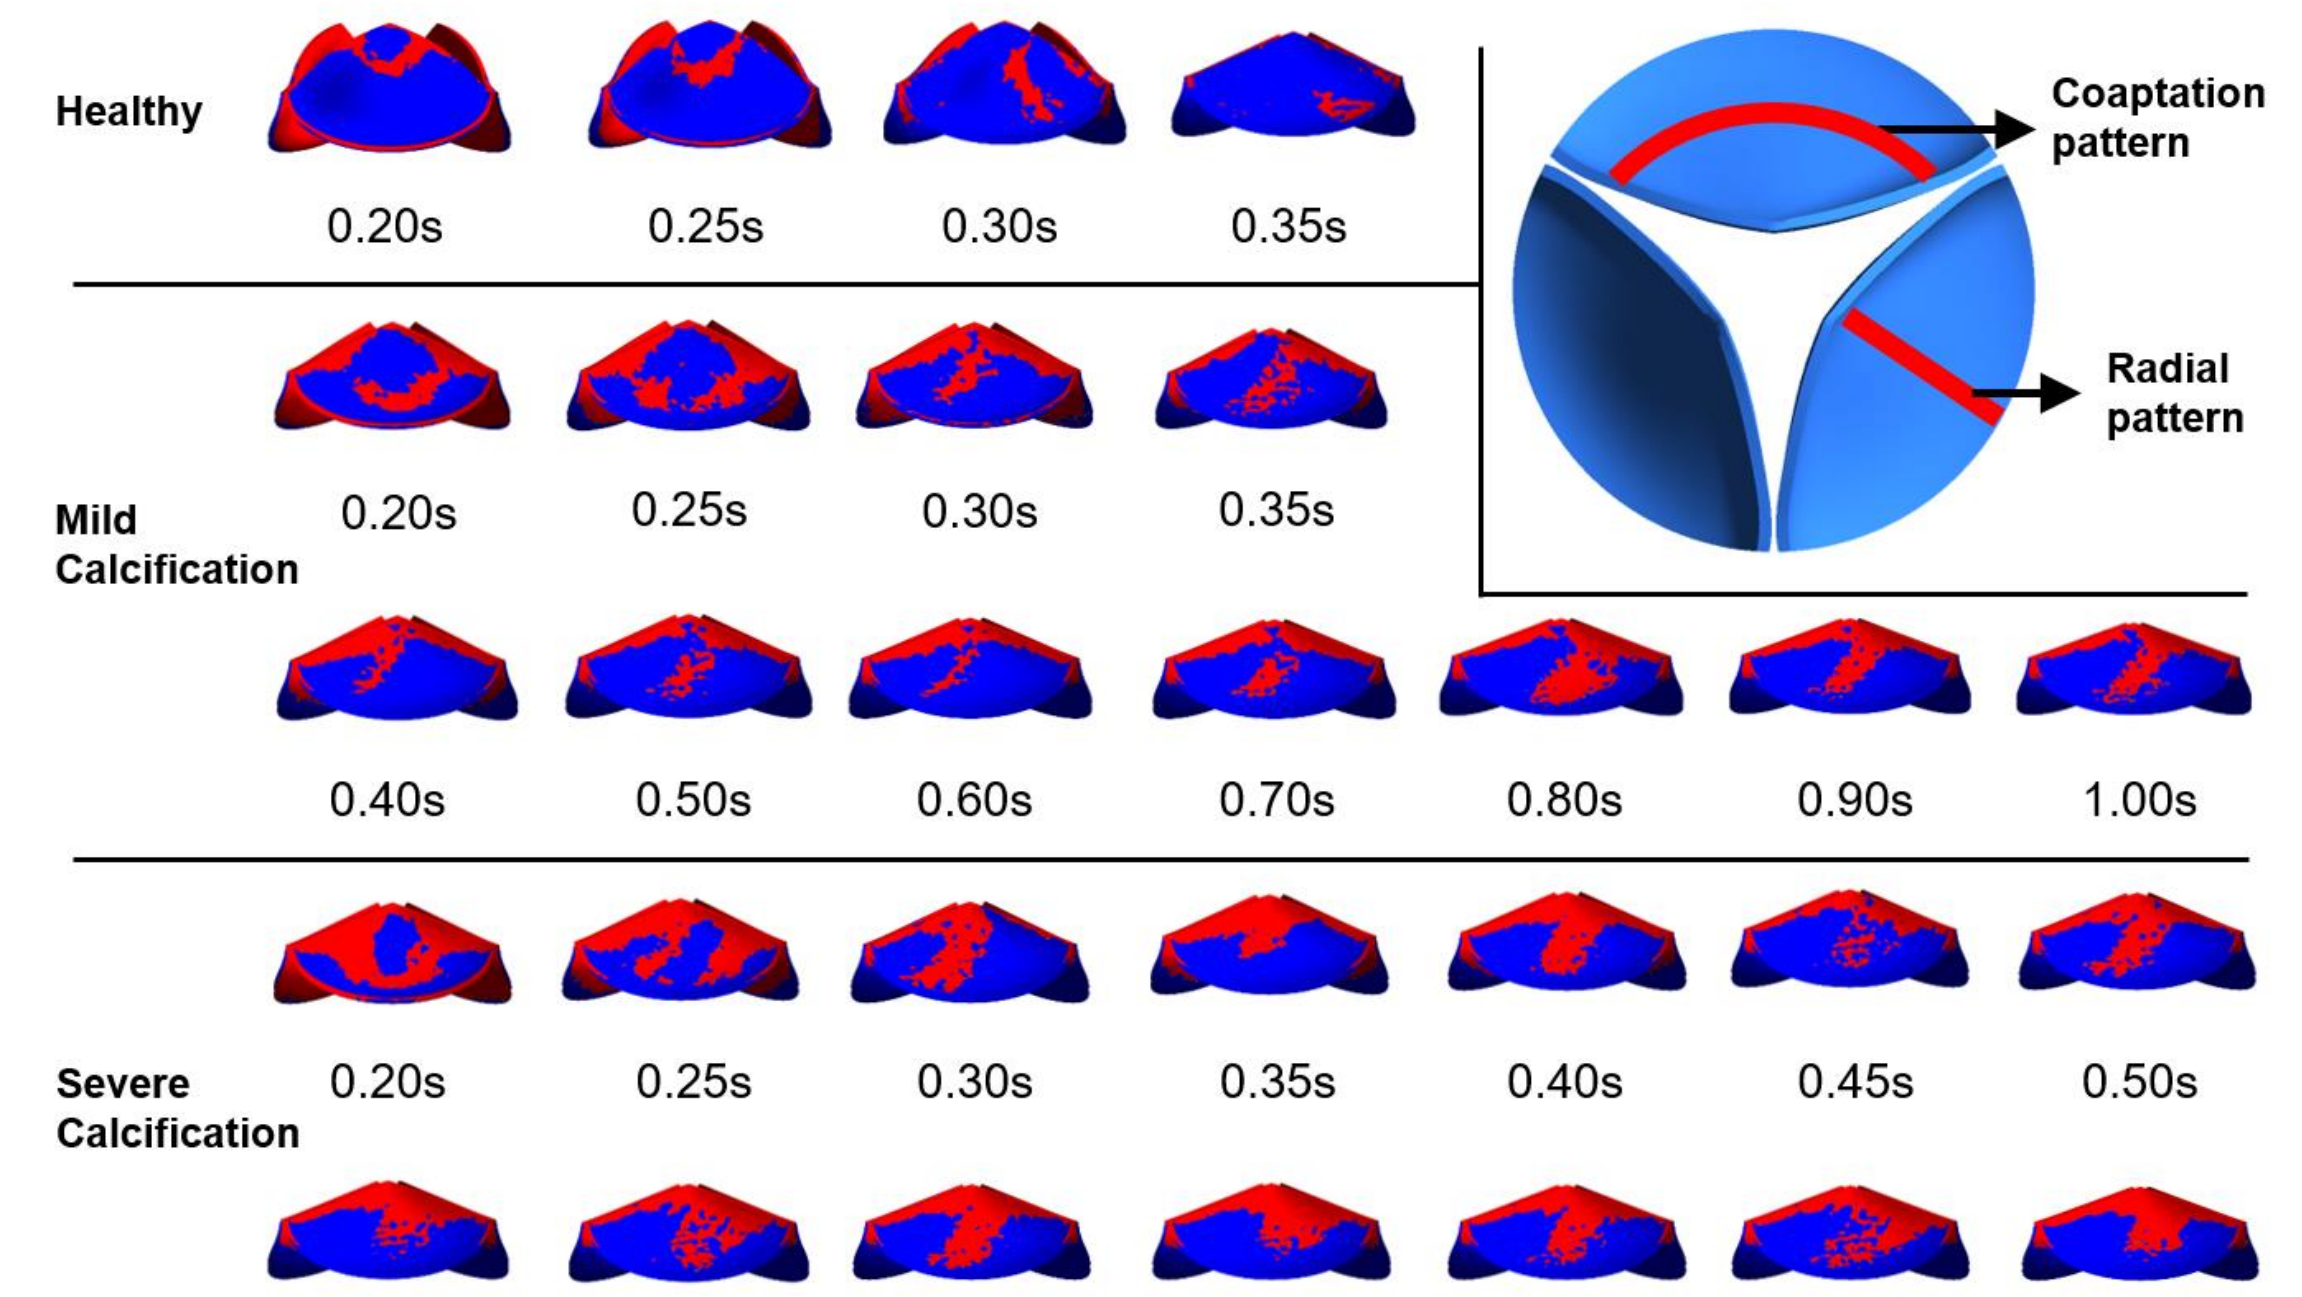 Healthy
0.20s 0.25s 0.30s 0.35s
Coaptation
pattern
Radial
pattern
Mild
Calcification
0.20s 0.25s 0.30s 0.35s
0.40s 0.50s 0.60s 0.70s 0.80s 0.90s 1.00s
Severe
Calcification
0.20s 0.25s 0.30s 0.35s 0.40s 0.45s 0.50s